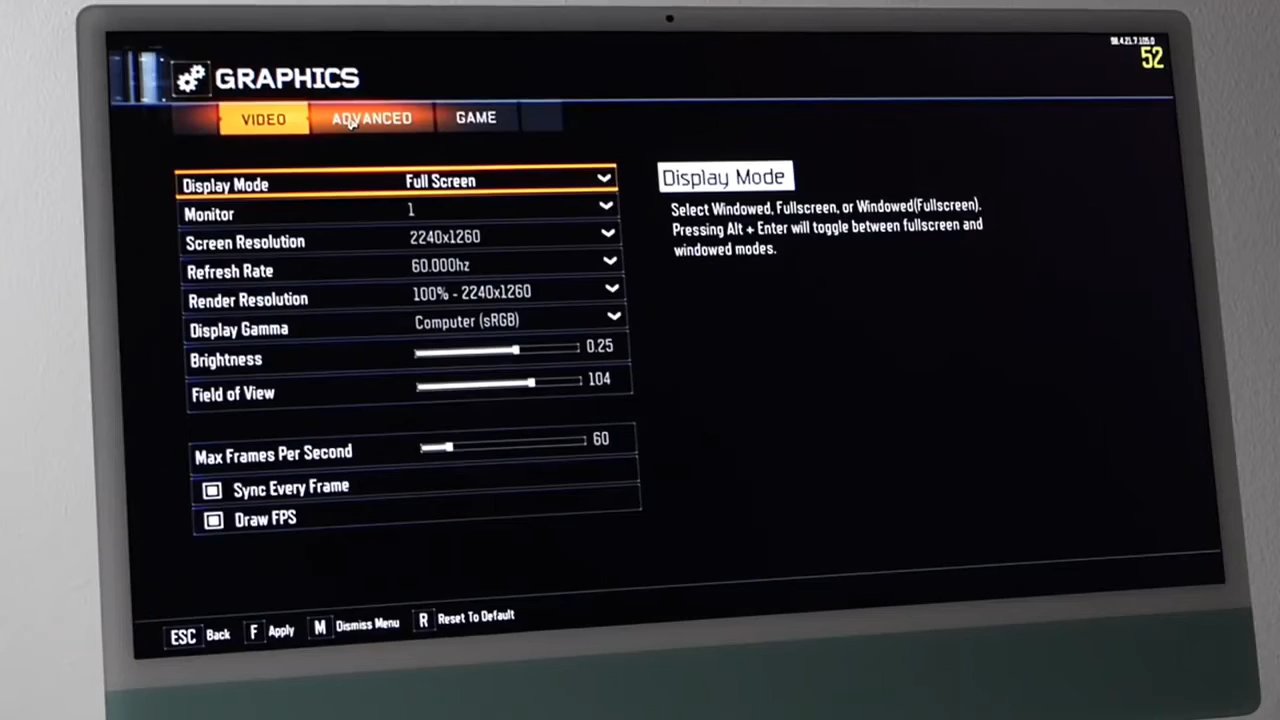 GRAPHICS
52
VIDEO ADVANCED GAME
Display Mode Full Screen
Monitor 1
Screen Resolution 2240x1260
Refresh Rate 60.000hz
Render Resolution 100% - 2240x1260
Display Gamma Computer (sRGB)
Brightness 0.25
Field of View 104
Max Frames Per Second 60
Sync Every Frame
Draw FPS
Display Mode
Select Windowed, Fullscreen, or Windowed(Fullscreen).
Pressing Alt + Enter will toggle between fullscreen and
windowed modes.
ESC Back F Apply M Dismiss Menu R Reset To Default